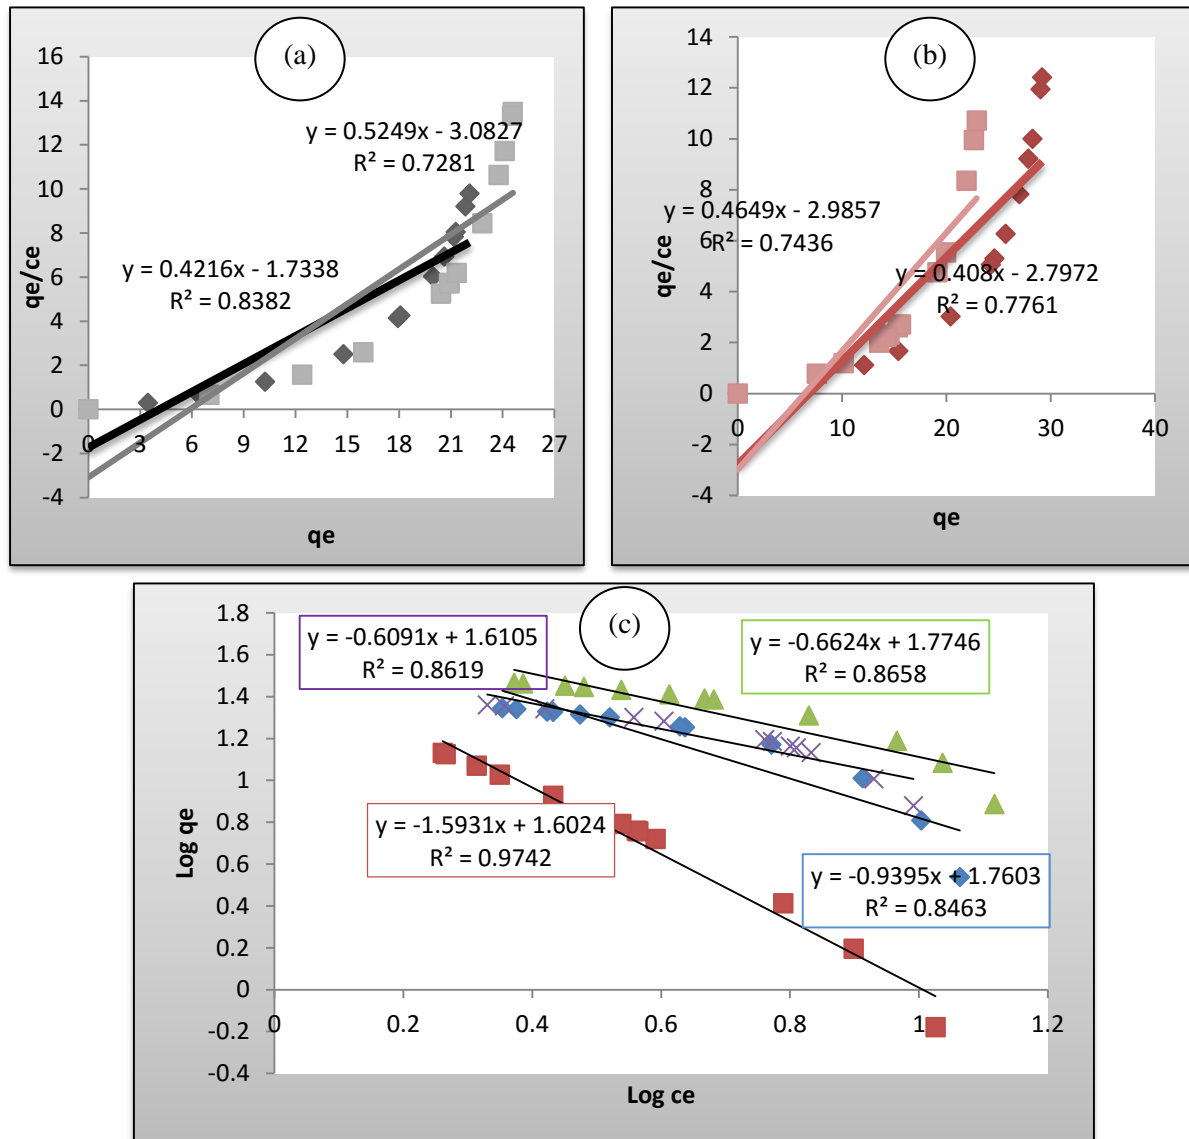 (a)
16
14
12
10
8
6
4
2
0
-2
-4
qe/ce
y = 0.5249x - 3.0827
R² = 0.7281
y = 0.4216x - 1.7338
R² = 0.8382
0 3 6 9 12 15 18 21 24 27
qe
(b)
14
12
10
8
6
4
2
0
-2
-4
qe/ce
y = 0.4649x - 2.9857
R² = 0.7436
y = 0.408x - 2.7972
R² = 0.7761
0 10 20 30 40
qe
(c)
1.8
1.6
1.4
1.2
1
0.8
0.6
0.4
0.2
0
-0.2
-0.4
Log qe
y = -0.6091x + 1.6105
R² = 0.8619
y = -0.6624x + 1.7746
R² = 0.8658
y = -1.5931x + 1.6024
R² = 0.9742
y = -0.9395x + 1.7603
R² = 0.8463
0 0.2 0.4 0.6 0.8 1 1.2
Log ce